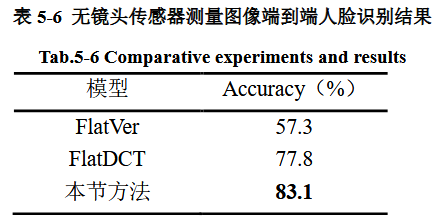 表 5-6 无镜头传感器测量图像端到端人脸识别结果
Tab.5-6 Comparative experiments and results
模型 Accuracy（%）
FlatVer 57.3
FlatDCT 77.8
本节方法 83.1